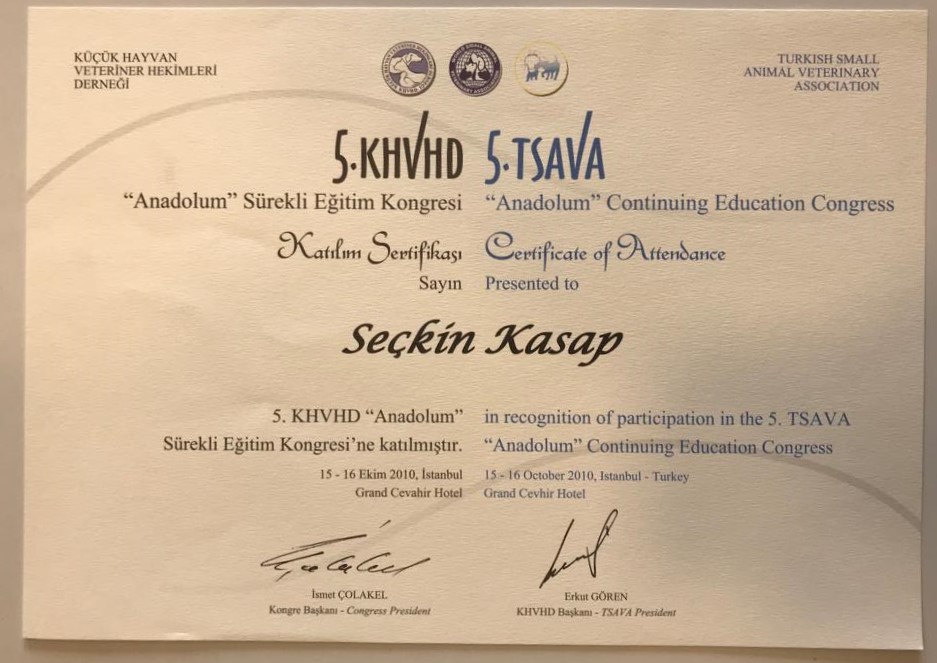 KÜÇÜK HAYVAN
VETERİNER HEKİMLERİ
DERNEĞİ
TURKISH SMALL
ANIMAL VETERINARY
ASSOCIATION
5.KHVHD 5.TSAVA
“Anadolum” Sürekli Eğitim Kongresi “Anadolum” Continuing Education Congress
Katılım Sertifikası Certificate of Attendance
Sayın Presented to
Seçkin Kasap
5. KHVHD “Anadolum” in recognition of participation in the 5. TSAVA
Sürekli Eğitim Kongresi’ne katılmıştır. “Anadolum” Continuing Education Congress
15 - 16 Ekim 2010, İstanbul 15 - 16 October 2010, Istanbul - Turkey
Grand Cevahir Hotel Grand Cevhir Hotel
İsmet ÇOLAKEL Erkut GÖREN
Kongre Başkanı - Congress President KHVHD Başkanı - TSAVA President